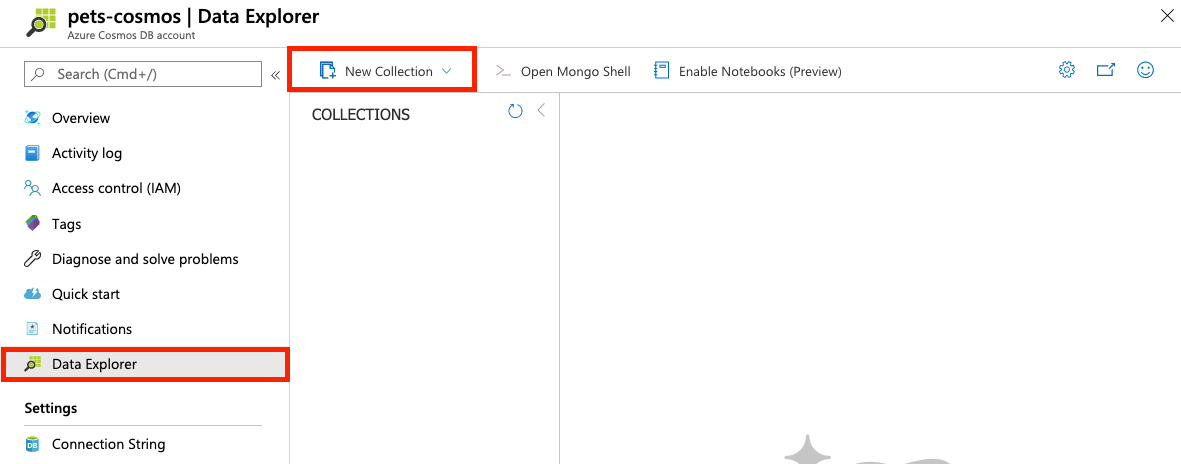 pets-cosmos | Data Explorer
Azure Cosmos DB account
Search (Cmd+/)
«
New Collection
Open Mongo Shell
Enable Notebooks (Preview)
COLLECTIONS
Overview
Activity log
Access control (IAM)
Tags
Diagnose and solve problems
Quick start
Notifications
Data Explorer
Settings
DB
Connection String